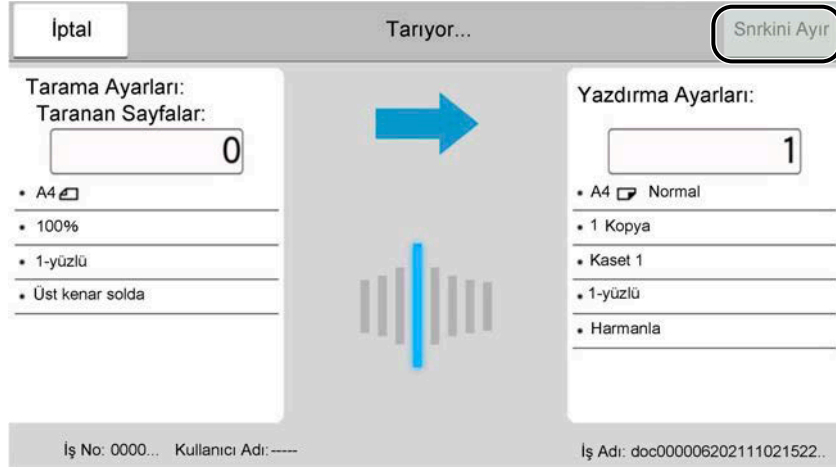 İptal
Tarıyor...
Snrkini Ayır
Tarama Ayarları:
Taranan Sayfalar:
0
• A4
• 100%
• 1-yüzlü
• Üst kenar solda
Yazdırma Ayarları:
1
• A4 Normal
• 1 Kopya
• Kaset 1
• 1-yüzlü
• Harmanla
İş No: 0000... Kullanıcı Adı: -----
İş Adı: doc000006202111021522..